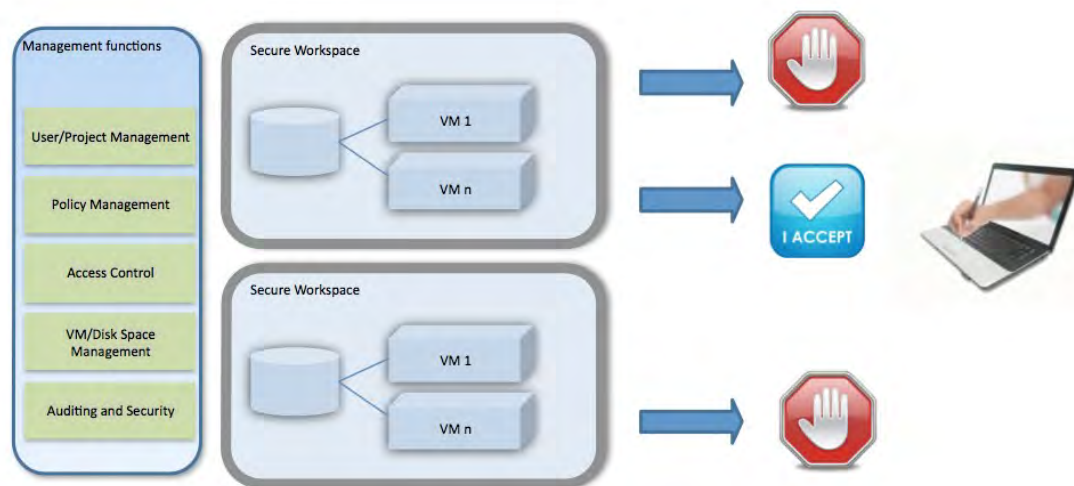 Management functions
User/Project Management
Policy Management
Access Control
VM/Disk Space
Management
Auditing and Security
Secure Workspace
VM 1
VM n
Secure Workspace
VM 1
VM n
I ACCEPT